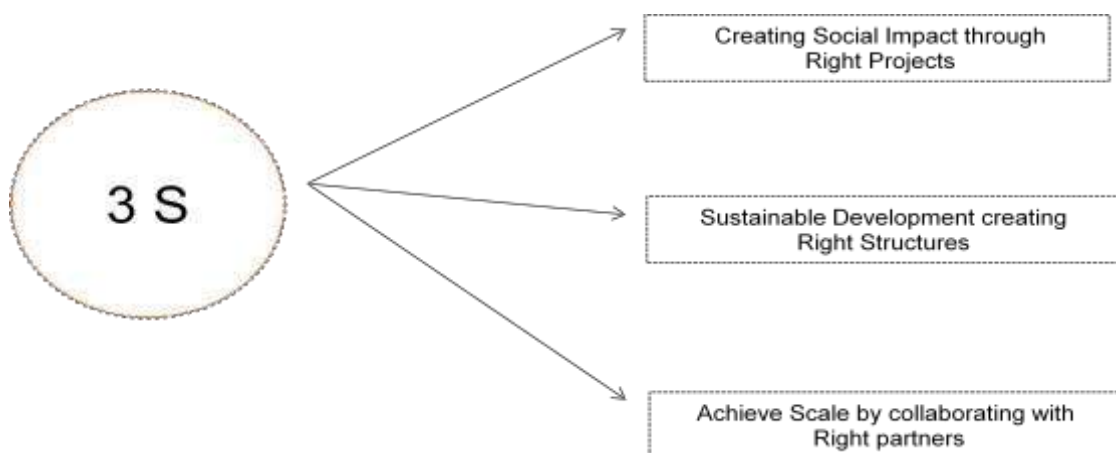 3 S
Creating Social Impact through
Right Projects
Sustainable Development creating
Right Structures
Achieve Scale by collaborating with
Right partners